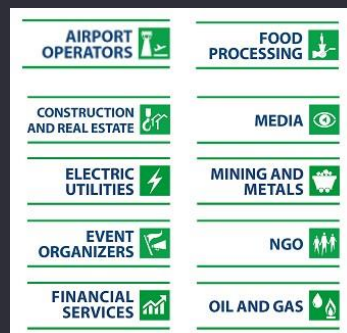 AIRPORT
OPERATORS
CONSTRUCTION
AND REAL ESTATE
ELECTRIC
UTILITIES
EVENT
ORGANIZERS
FINANCIAL
SERVICES
FOOD
PROCESSING
MEDIA
MINING AND
METALS
NGO
OIL AND GAS